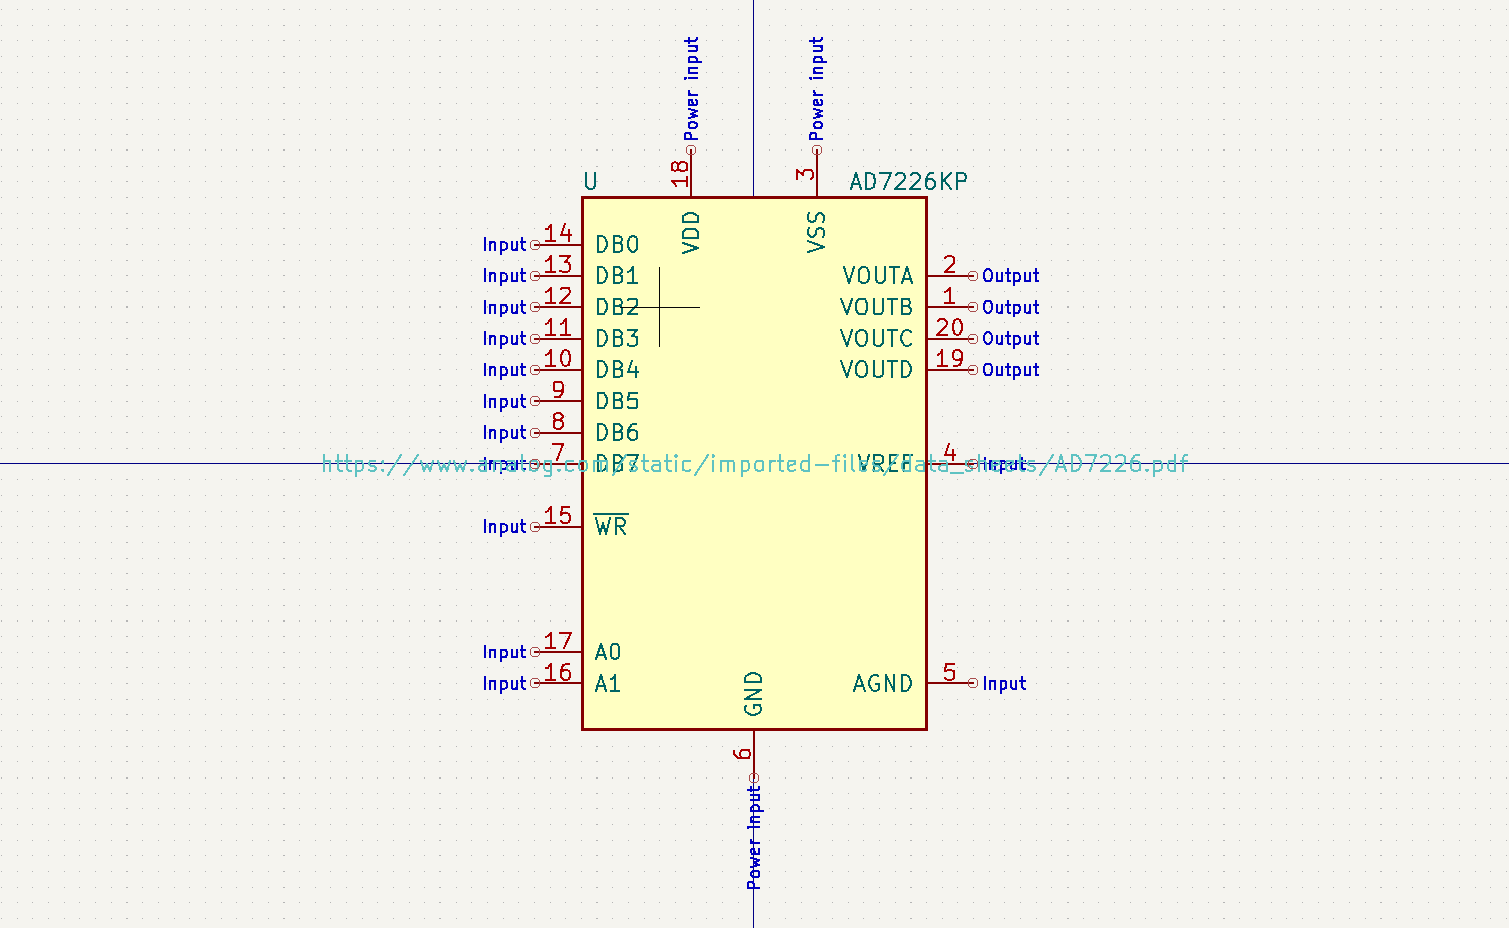 Power input
Power input
18
3
U
AD7226KP
VDD
VSS
Input 14 DB0
Input 13 DB1
VOUTA 2 Output
Input 12 DB2
VOUTB 1 Output
Input 11 DB3
VOUTC 20 Output
Input 10 DB4
VOUTD 19 Output
Input 9 DB5
Input 8 DB6
Input 7 DB7
VREF 4 Input
https://www.analog.com/static/imported-files/data_sheets/AD7226.pdf
Input 15 WR
Input 17 A0
Input 16 A1
AGND 5 Input
GND
6
Power Input